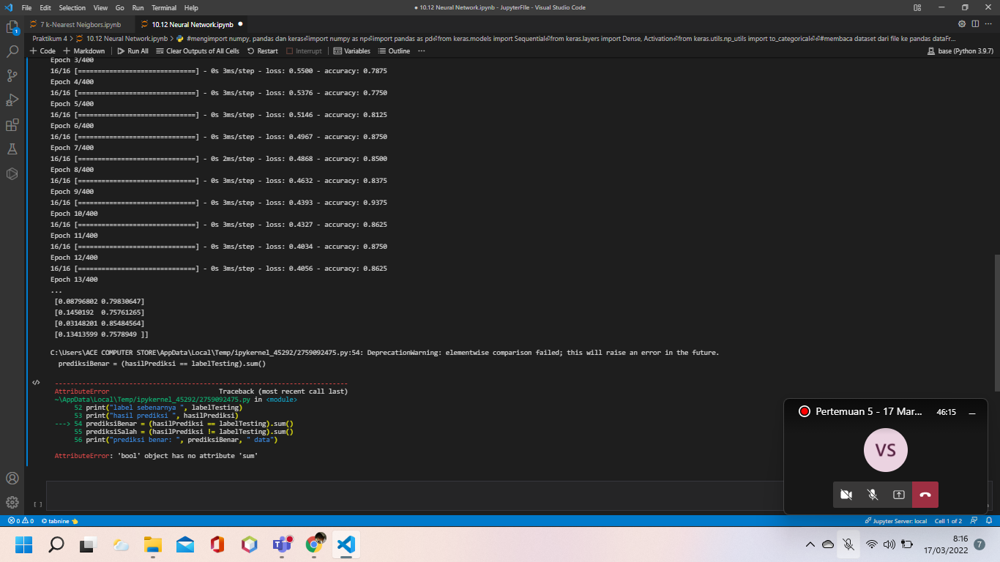 File Edit Selection View Go Run Terminal Help
● 10.12 Neural Network.ipynb - JupyterFile - Visual Studio Code
7 k-Nearest Neigbors.ipynb
10.12 Neural Network.ipynb ●
Praktikum 4 > 10.12 Neural Network.ipynb > #mengimport numpy, pandas dan keras⏎import numpy as np⏎import pandas as pd⏎from keras.models import Sequential⏎from keras.layers import Dense, Activation⏎from keras.utils.np_utils import to_categorical⏎⏎#membaca dataset dari file ke pandas dataFr...
+ Code + Markdown Run All Clear Outputs of All Cells Restart Interrupt Variables Outline ...
base (Python 3.9.7)
1
Epoch 3/400
16/16 [==============================] - 0s 3ms/step - loss: 0.5500 - accuracy: 0.7875
Epoch 4/400
16/16 [==============================] - 0s 3ms/step - loss: 0.5376 - accuracy: 0.7750
Epoch 5/400
16/16 [==============================] - 0s 3ms/step - loss: 0.5146 - accuracy: 0.8125
Epoch 6/400
16/16 [==============================] - 0s 3ms/step - loss: 0.4967 - accuracy: 0.8750
Epoch 7/400
16/16 [==============================] - 0s 2ms/step - loss: 0.4868 - accuracy: 0.8500
Epoch 8/400
16/16 [==============================] - 0s 3ms/step - loss: 0.4632 - accuracy: 0.8375
Epoch 9/400
16/16 [==============================] - 0s 3ms/step - loss: 0.4393 - accuracy: 0.9375
Epoch 10/400
16/16 [==============================] - 0s 3ms/step - loss: 0.4327 - accuracy: 0.8625
Epoch 11/400
16/16 [==============================] - 0s 3ms/step - loss: 0.4034 - accuracy: 0.8750
Epoch 12/400
16/16 [==============================] - 0s 3ms/step - loss: 0.4056 - accuracy: 0.8625
Epoch 13/400
...
[0.08796802 0.79830647]
[0.1450192  0.75761265]
[0.03148201 0.85484564]
[0.13413599 0.7578949 ]]
C:\Users\ACE COMPUTER STORE\AppData\Local\Temp/ipykernel_45292/2759092475.py:54: DeprecationWarning: elementwise comparison failed; this will raise an error in the future.
prediksiBenar = (hasilPrediksi == labelTesting).sum()
---------------------------------------------------------------------------
AttributeError Traceback (most recent call last)
~\AppData\Local\Temp/ipykernel_45292/2759092475.py in <module>
52 print("label sebenarnya ", labelTesting)
53 print("hasil prediksi ", hasilPrediksi)
---> 54 prediksiBenar = (hasilPrediksi == labelTesting).sum()
55 prediksiSalah = (hasilPrediksi != labelTesting).sum()
56 print("prediksi benar: ", prediksiBenar, " data")
AttributeError: 'bool' object has no attribute 'sum'
[ ]
Pertemuan 5 - 17 Mar... 46:15
VS
0 0 tabnine
Jupyter Server: local Cell 1 of 2
8:16
17/03/2022
7